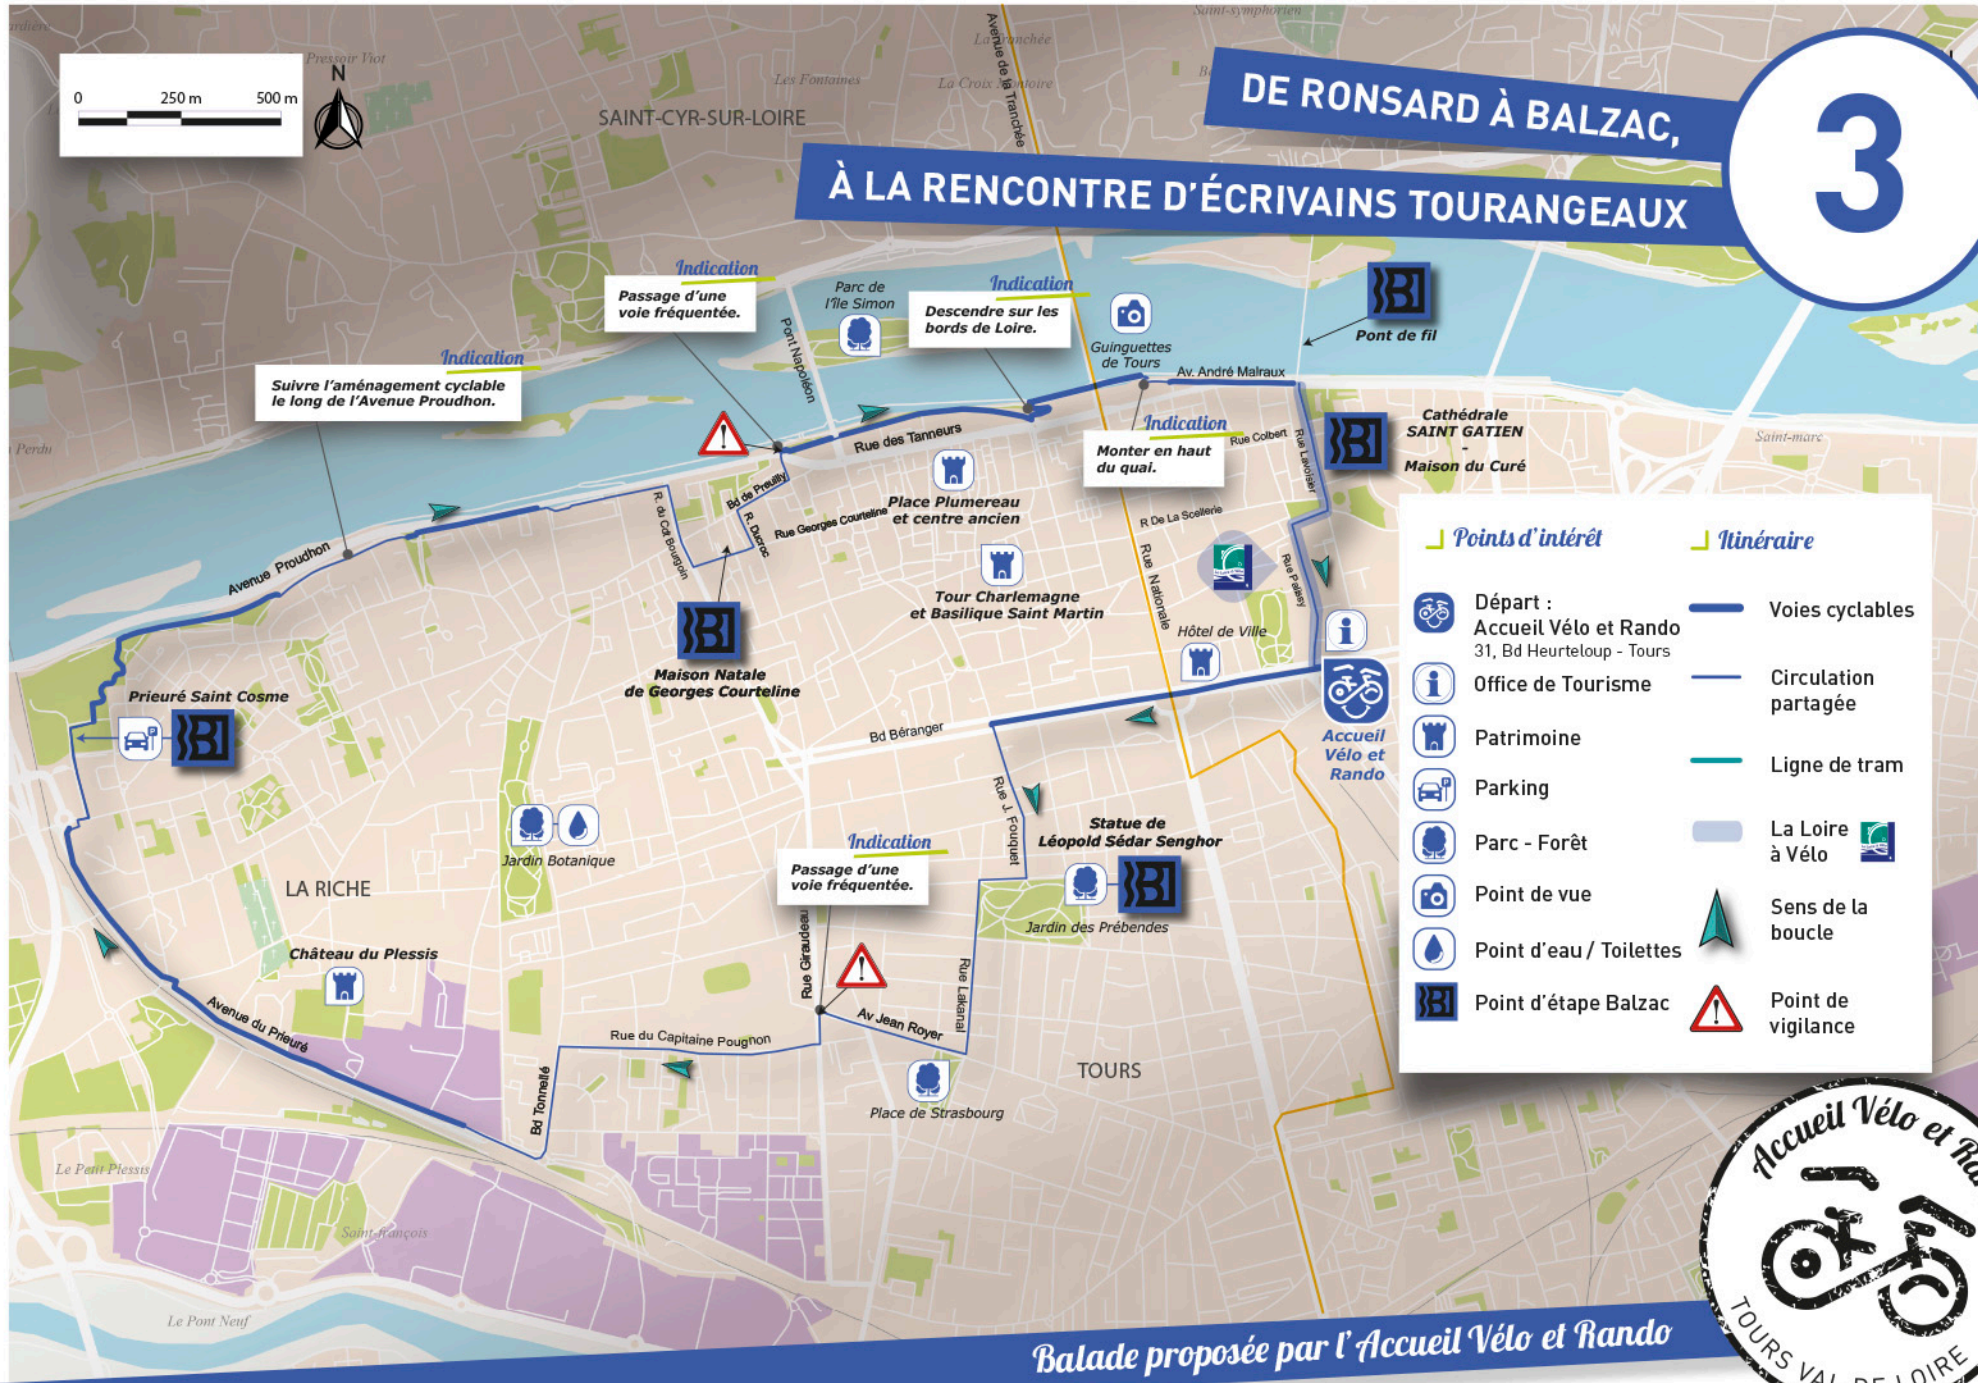 DE RONSARD À BALZAC,
À LA RENCONTRE D'ÉCRIVAINS TOURANGEAUX
3
0 250 m 500 m
N
Pressoir Viot
Les Fontaines
La Tranchée
La Croix Montoire
Saint-symphorien
SAINT-CYR-SUR-LOIRE
Avenue de la Tranchée
Indication
Passage d'une
voie fréquentée.
Parc de
l'île Simon
Pont Napoléon
Indication
Descendre sur les
bords de Loire.
Guinguettes
de Tours
Pont de fil
Av. André Malraux
Indication
Suivre l'aménagement cyclable
le long de l'Avenue Proudhon.
Perdu
Avenue Proudhon
Rue des Tanneurs
Indication
Monter en haut
du quai.
Rue Colbert
Rue Lavoisier
Cathédrale
SAINT GATIEN
-
Maison du Curé
Saint-marc
Bd de Preuilly
R. du Cdt Bourgoin
R. Ducroc
Rue Georges Courteline
Place Plumereau
et centre ancien
R De La Scellerie
Rue Nationale
Rue Palissy
Tour Charlemagne
et Basilique Saint Martin
Hôtel de Ville
Maison Natale
de Georges Courteline
Prieuré Saint Cosme
Bd Béranger
Accueil
Vélo et
Rando
Rue J. Fouquet
Statue de
Léopold Sédar Senghor
Jardin des Prébendes
Jardin Botanique
Indication
Passage d'une
voie fréquentée.
LA RICHE
Château du Plessis
Rue Giraudeau
Rue Lakanal
Av Jean Royer
Avenue du Prieuré
Rue du Capitaine Pougnon
Bd Tonnellé
TOURS
Place de Strasbourg
Le Petit Plessis
Saint-françois
Le Pont Neuf
Points d'intérêt
Départ :
Accueil Vélo et Rando
31, Bd Heurteloup - Tours
Office de Tourisme
Patrimoine
Parking
Parc - Forêt
Point de vue
Point d'eau / Toilettes
Point d'étape Balzac
Itinéraire
Voies cyclables
Circulation
partagée
Ligne de tram
La Loire
à Vélo
Sens de la
boucle
Point de
vigilance
Balade proposée par l'Accueil Vélo et Rando
Accueil Vélo et Ra
TOURS VAL DE LOIRE